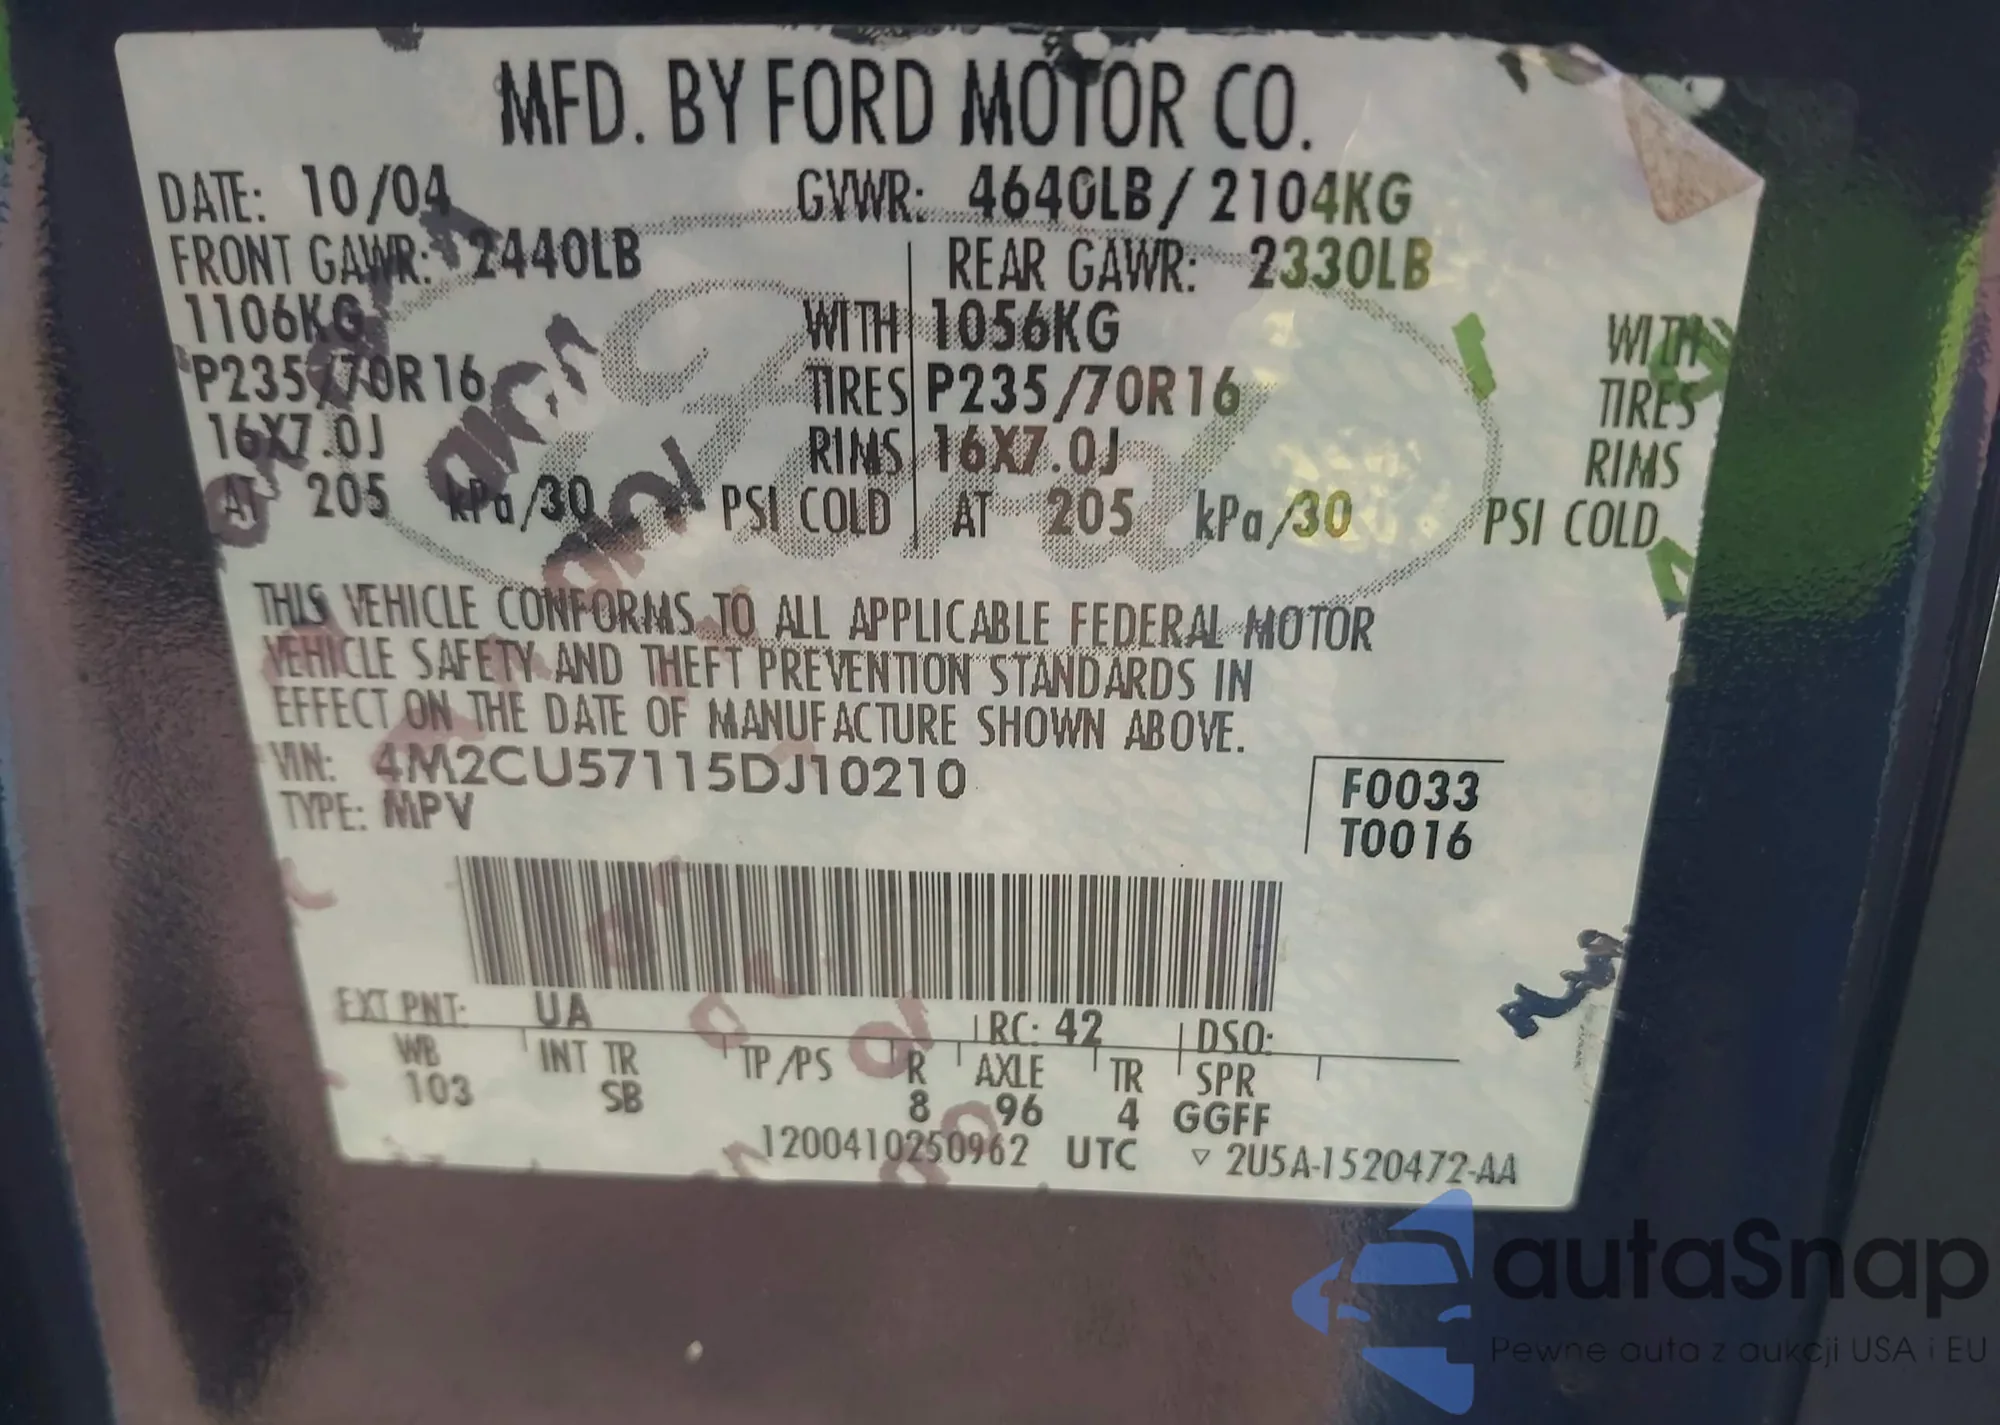 MFD. BY FORD MOTOR CO.
DATE: 10/04 GVWR: 4640LB/2104KG
FRONT GAWR: 2440LB REAR GAWR: 2330LB
1106KG WITH 1056KG WITH
P235/70R16 TIRES P235/70R16 TIRES
16X7.0J RIMS 16X7.0J RIMS
AT 205 kPa/30 PSI COLD AT 205 kPa/30 PSI COLD
Ford
THIS VEHICLE CONFORMS TO ALL APPLICABLE FEDERAL MOTOR
VEHICLE SAFETY AND THEFT PREVENTION STANDARDS IN
EFFECT ON THE DATE OF MANUFACTURE SHOWN ABOVE.
VIN: 4M2CU57115DJ10210 F0033
TYPE: MPV T0016
EXT PNT: UA RC: 42 DSO:
WB INT TR TP/PS R AXLE TR SPR
103 SB 8 96 4 GGFF
1200410250962 UTC ▽ 2U5A-1520472-AA
autaSnap
Pewne auta z aukcji USA i EU